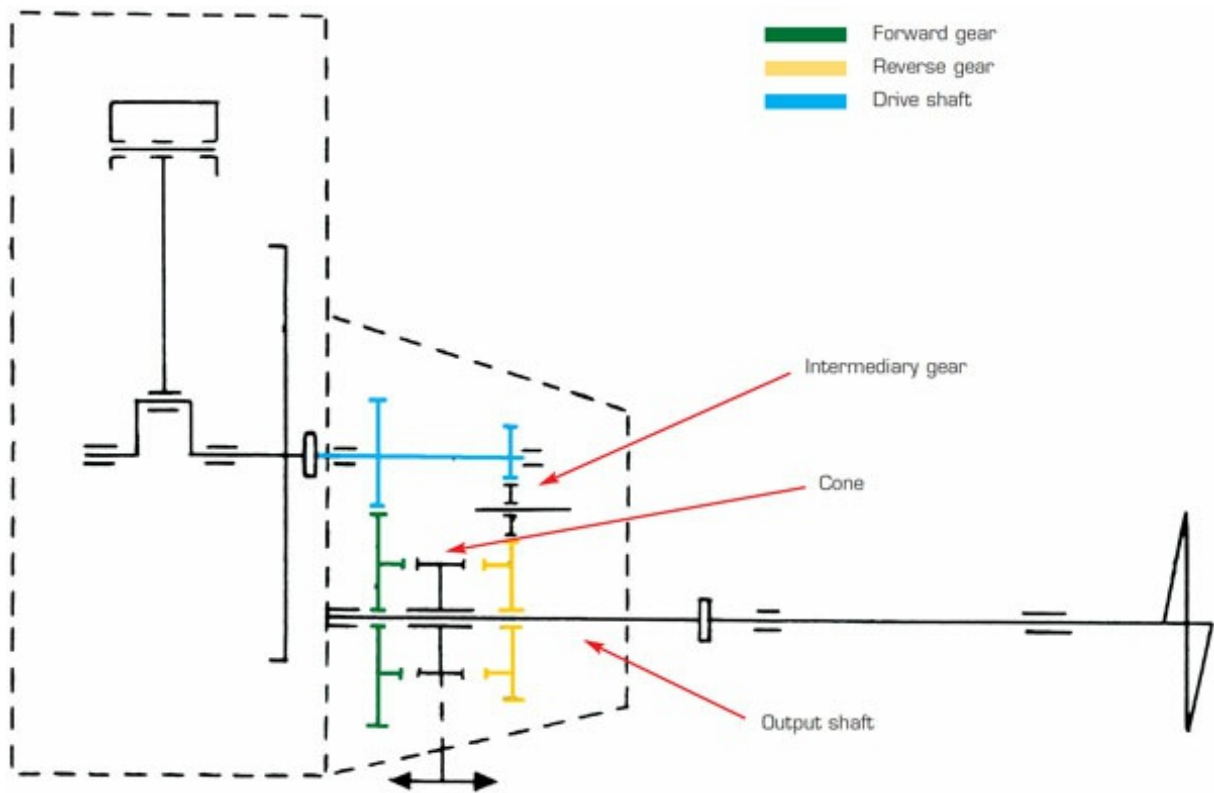 Forward gear
Reverse gear
Drive shaft
Intermediary gear
Cone
Output shaft